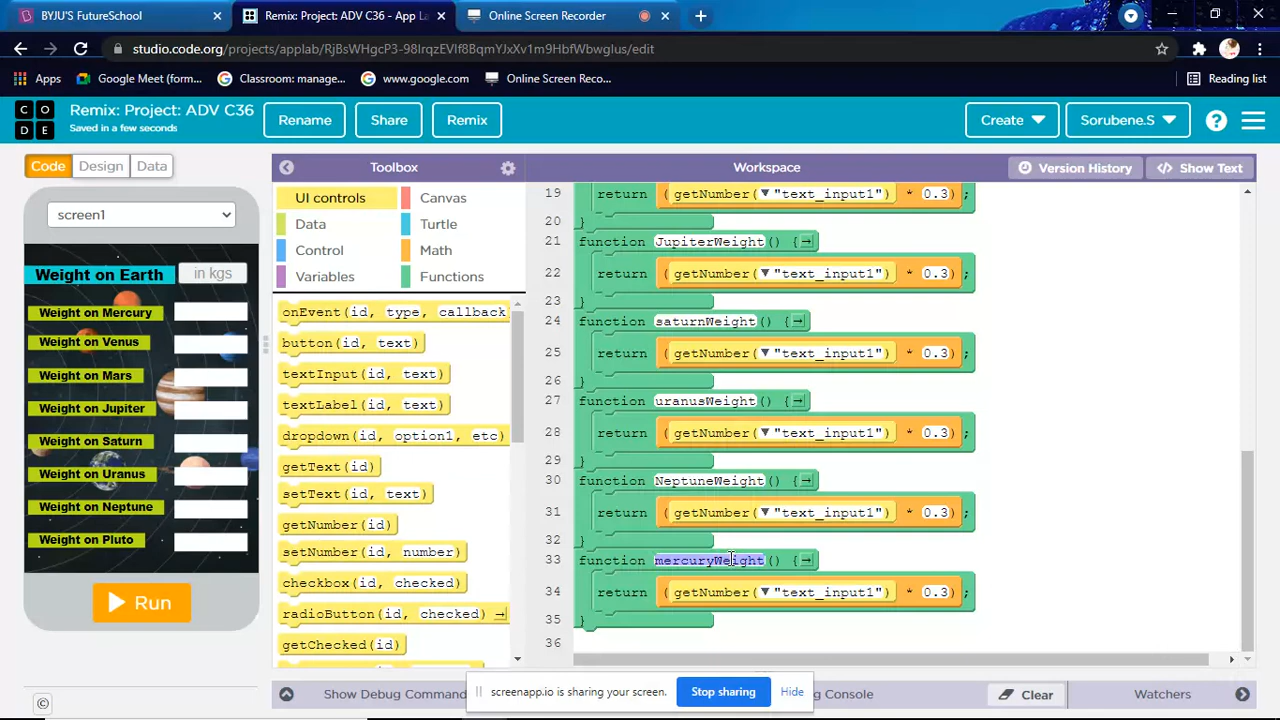 BYJU'S FutureSchool
Remix: Project: ADV C36 - App La
Online Screen Recorder
studio.code.org/projects/applab/RjBsWHgcP3-98IrqzEVlf8BqmYJxXv1m9HbfWbwgIus/edit
Apps
Google Meet (form...
Classroom: manage...
www.google.com
Online Screen Reco...
Reading list
CODE
Remix: Project: ADV C36
Saved in a few seconds
Rename
Share
Remix
Create
Sorubene.S
?
Code
Design
Data
Toolbox
Workspace
Version History
Show Text
screen1
Weight on Earth
in kgs
Weight on Mercury
Weight on Venus
Weight on Mars
Weight on Jupiter
Weight on Saturn
Weight on Uranus
Weight on Neptune
Weight on Pluto
Run
UI controls
Canvas
Data
Turtle
Control
Math
Variables
Functions
onEvent(id, type, callback
button(id, text)
textInput(id, text)
textLabel(id, text)
dropdown(id, option1, etc)
getText(id)
setText(id, text)
getNumber(id)
setNumber(id, number)
checkbox(id, checked)
radioButton(id, checked)
getChecked(id)
19 return (getNumber(▼"text_input1") * 0.3);
20 }
21 function JupiterWeight() {
22 return (getNumber(▼"text_input1") * 0.3);
23 }
24 function saturnWeight() {
25 return (getNumber(▼"text_input1") * 0.3);
26 }
27 function uranusWeight() {
28 return (getNumber(▼"text_input1") * 0.3);
29 }
30 function NeptuneWeight() {
31 return (getNumber(▼"text_input1") * 0.3);
32 }
33 function mercuryWeight() {
34 return (getNumber(▼"text_input1") * 0.3);
35 }
36
Show Debug Comman
g Console
Clear
Watchers
screenapp.io is sharing your screen.
Stop sharing
Hide
©